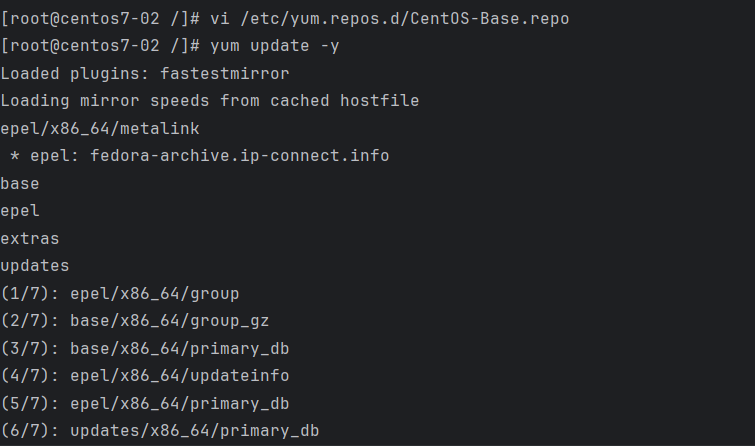 [root@centos7-02 /]# vi /etc/yum.repos.d/CentOS-Base.repo
[root@centos7-02 /]# yum update -y
Loaded plugins: fastestmirror
Loading mirror speeds from cached hostfile
epel/x86_64/metalink
 * epel: fedora-archive.ip-connect.info
base
epel
extras
updates
(1/7): epel/x86_64/group
(2/7): base/x86_64/group_gz
(3/7): base/x86_64/primary_db
(4/7): epel/x86_64/updateinfo
(5/7): epel/x86_64/primary_db
(6/7): updates/x86_64/primary_db